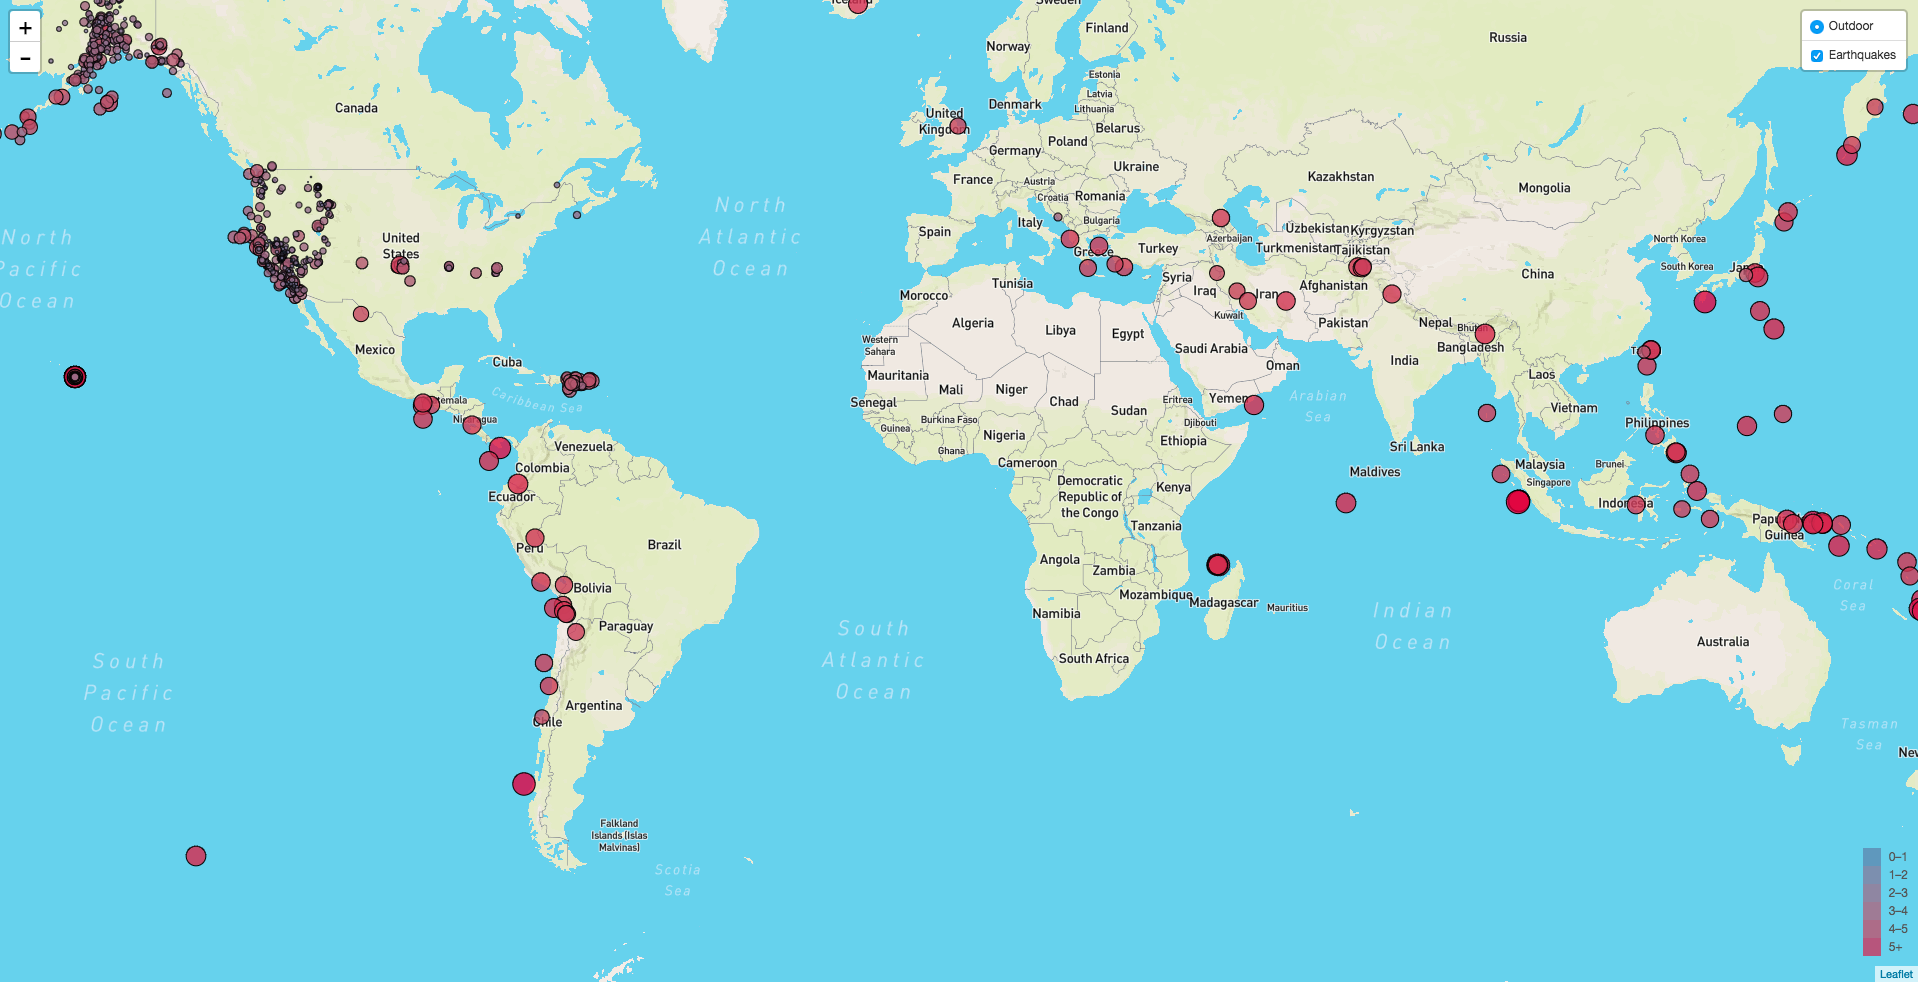 +
-
Outdoor
Earthquakes
Iceland
Sweden
Finland
Norway
Russia
Estonia
Latvia
Lithuania
Denmark
United
Kingdom
Canada
Belarus
Poland
Germany
Ukraine
France
Austria
Kazakhstan
Mongolia
Croatia
Romania
North
Atlantic
Ocean
North
Pacific
Ocean
Italy
Bulgaria
Spain
United
States
Uzbekistan
Kyrgyzstan
Azerbaijan
Turkmenistan
Tajikistan
Turkey
Greece
North Korea
South Korea
Japan
China
Syria
Tunisia
Iraq
Iran
Afghanistan
Morocco
Kuwait
Pakistan
Nepal
Bhutan
Algeria
Libya
Egypt
Western
Sahara
Saudi Arabia
Bangladesh
Mexico
Cuba
India
Oman
Laos
Mauritania
Mali
Niger
Chad
Sudan
Eritrea
Yemen
Arabian
Sea
Senegal
Caribbean Sea
Vietnam
Guinea
Burkina Faso
Djibouti
Philippines
Nicaragua
Nigeria
Ethiopia
Ghana
Venezuela
Sri Lanka
Colombia
Cameroon
Maldives
Malaysia
Brunei
Singapore
Ecuador
Democratic
Republic of
the Congo
Kenya
Indonesia
Papua
Guinea
Tanzania
Peru
Brazil
Angola
Zambia
Bolivia
Mozambique
Madagascar
Mauritius
Coral
Sea
Namibia
Paraguay
South
Atlantic
Ocean
Indian
Ocean
Australia
South
Pacific
Ocean
South Africa
Argentina
Chile
Tasman
Sea
New
Falkland
Islands (Islas
Malvinas)
Scotia
Sea
0–1
1–2
2–3
3–4
4–5
5+
Leaflet